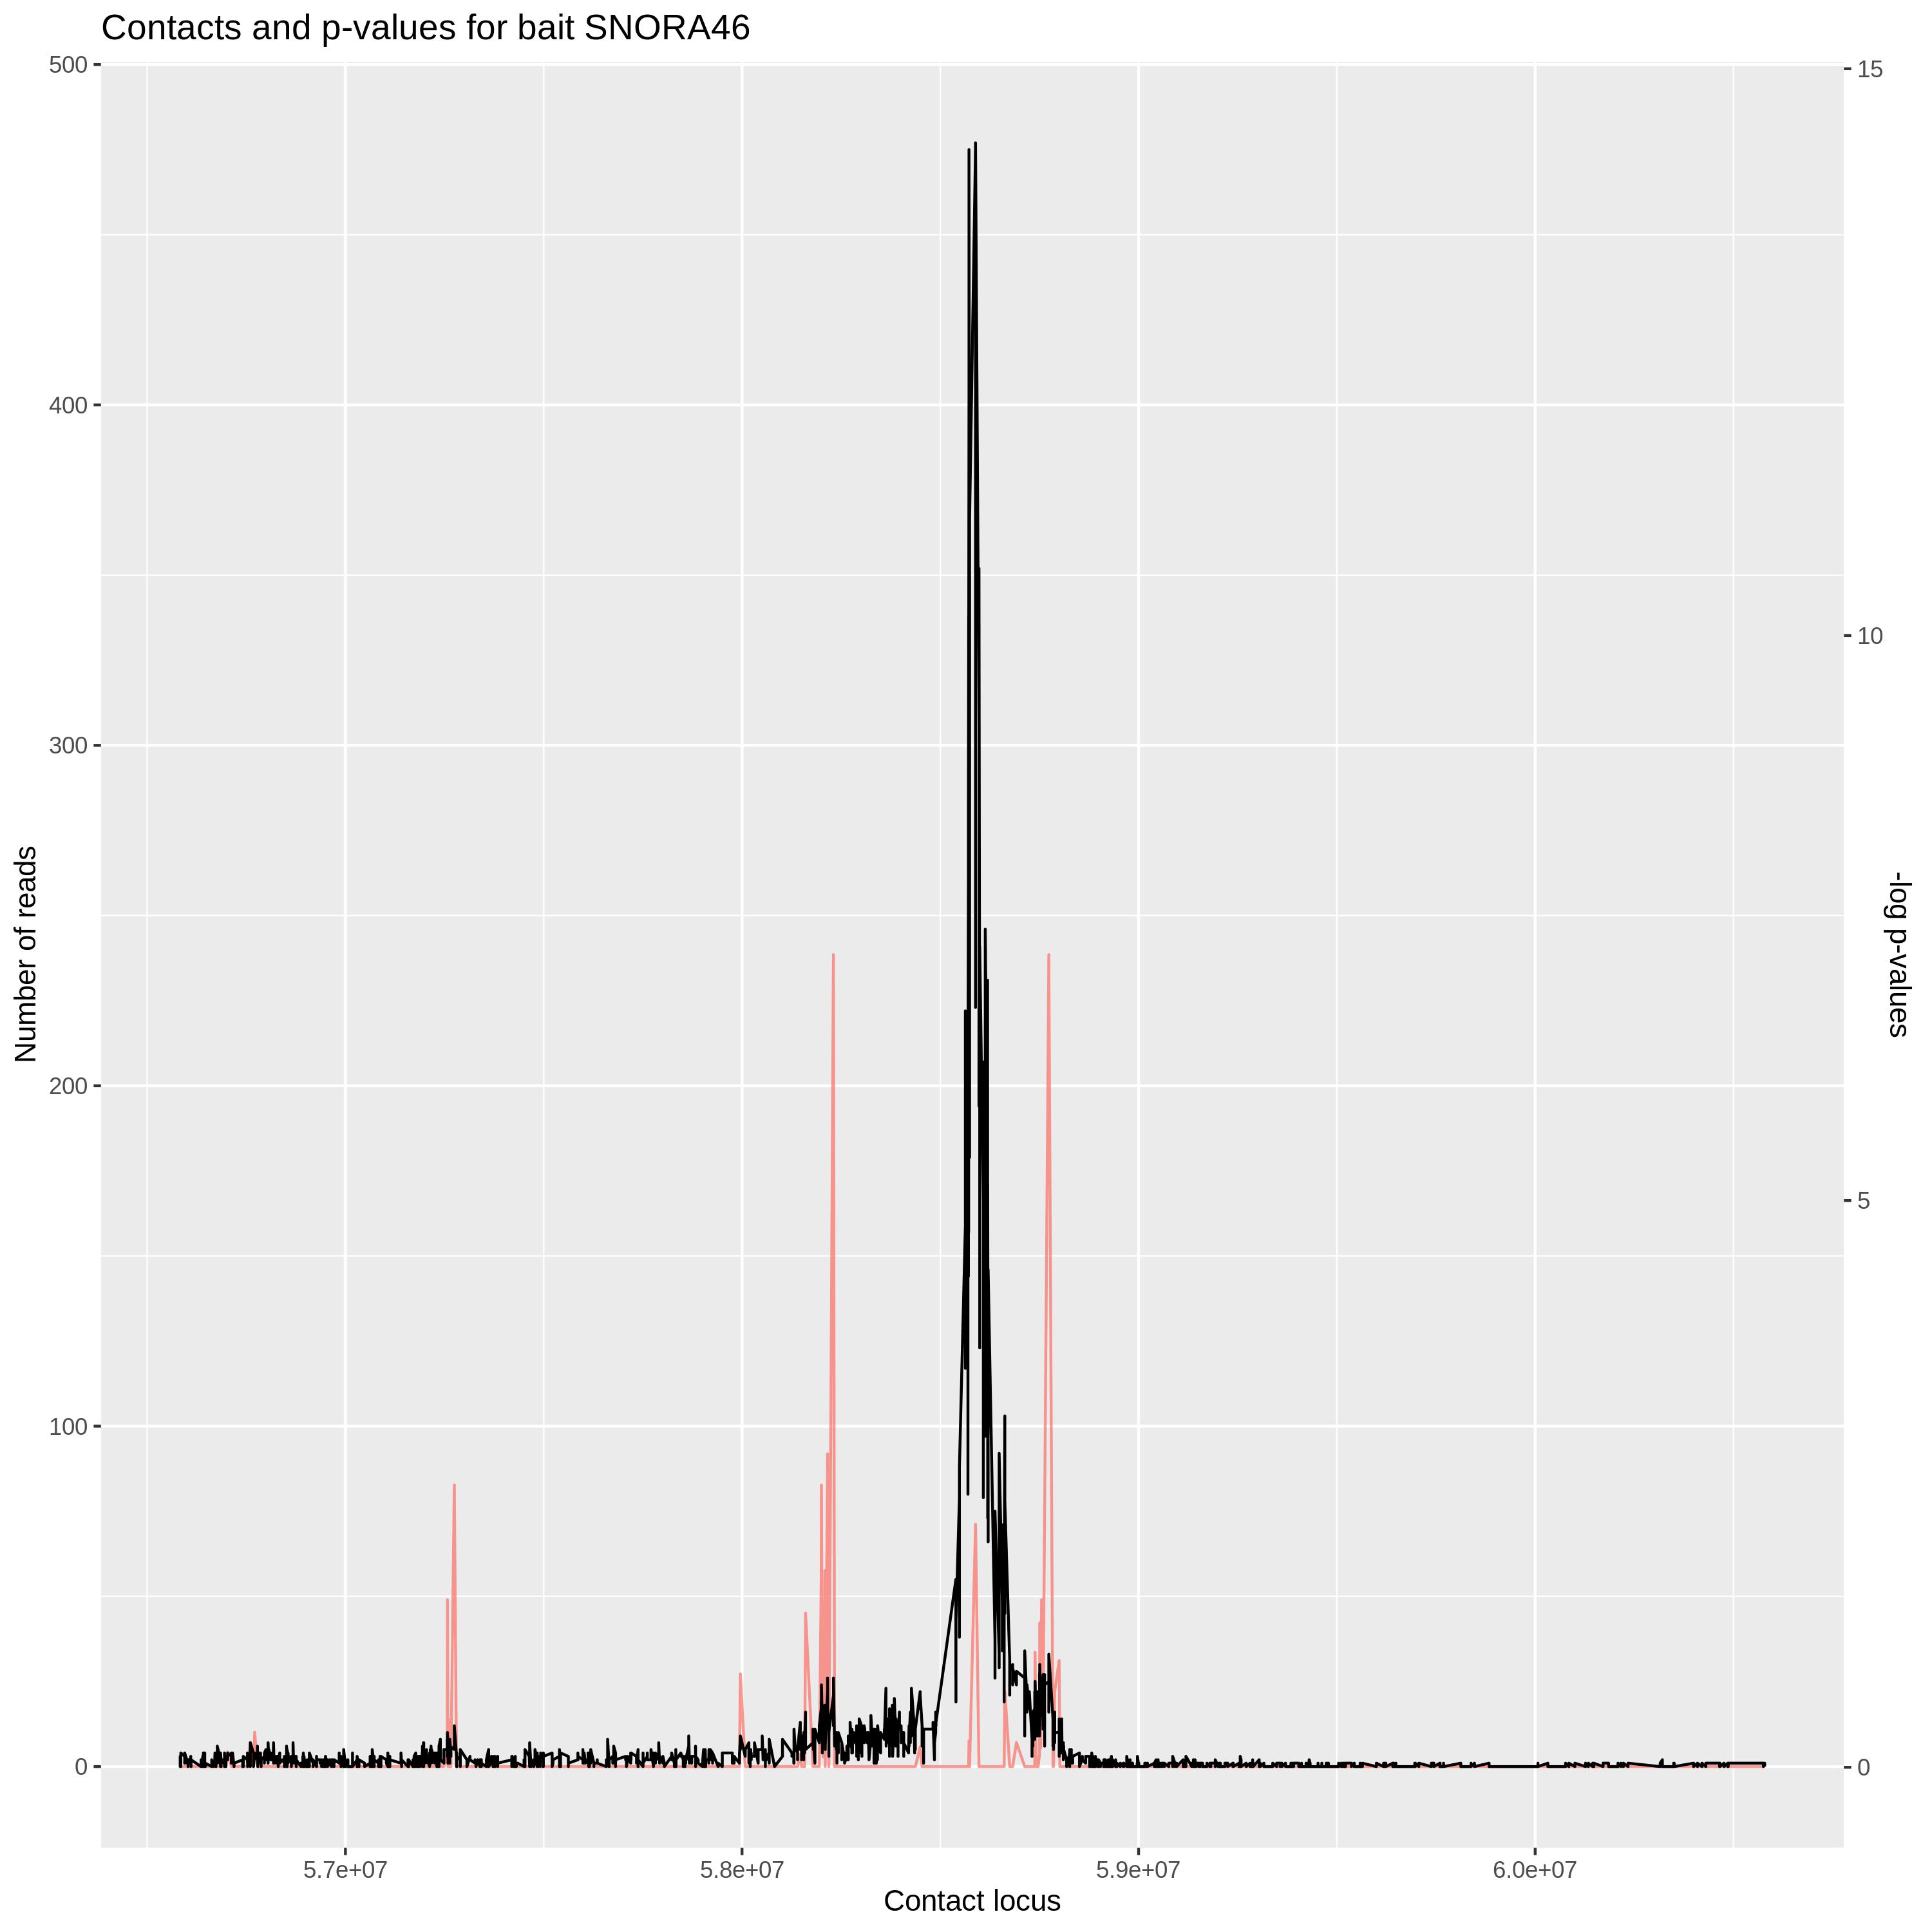 Contacts and p-values for bait SNORA46
500
400
300
200
100
0
15
10
5
0
Number of reads
-log p-values
5.7e+07 5.8e+07 5.9e+07 6.0e+07
Contact locus